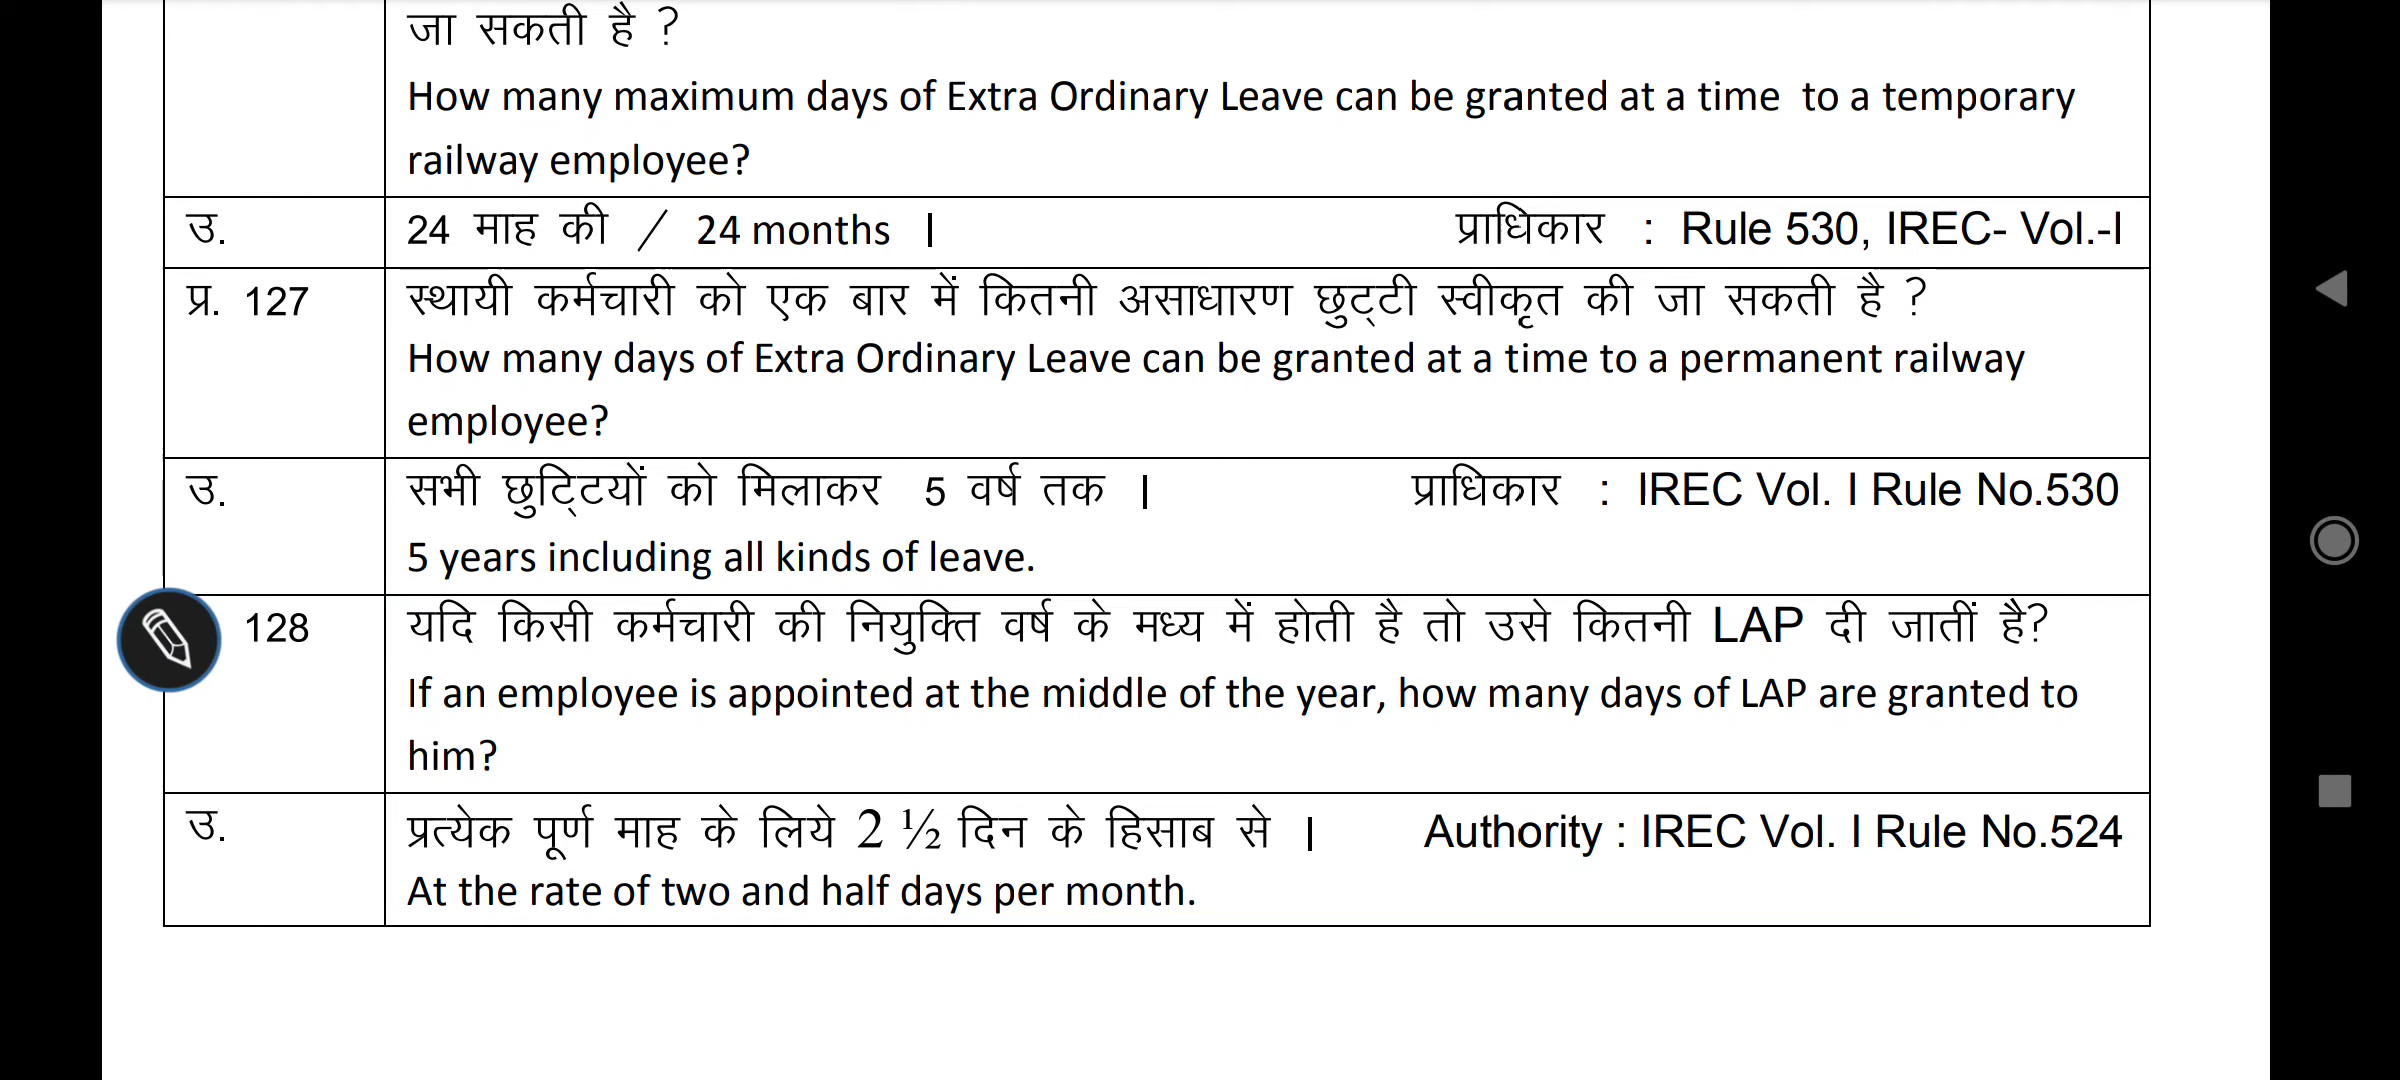 जा सकती है ?
How many maximum days of Extra Ordinary Leave can be granted at a time to a temporary
railway employee?
उ. 24 माह की / 24 months । प्राधिकार : Rule 530, IREC- Vol.-I
प्र. 127 स्थायी कर्मचारी को एक बार में कितनी असाधारण छुट्टी स्वीकृत की जा सकती है ?
How many days of Extra Ordinary Leave can be granted at a time to a permanent railway
employee?
उ. सभी छुट्टियों को मिलाकर 5 वर्ष तक । प्राधिकार : IREC Vol. I Rule No.530
5 years including all kinds of leave.
128 यदि किसी कर्मचारी की नियुक्ति वर्ष के मध्य में होती है तो उसे कितनी LAP दी जातीं है?
If an employee is appointed at the middle of the year, how many days of LAP are granted to
him?
उ. प्रत्येक पूर्ण माह के लिये 2 ½ दिन के हिसाब से । Authority : IREC Vol. I Rule No.524
At the rate of two and half days per month.